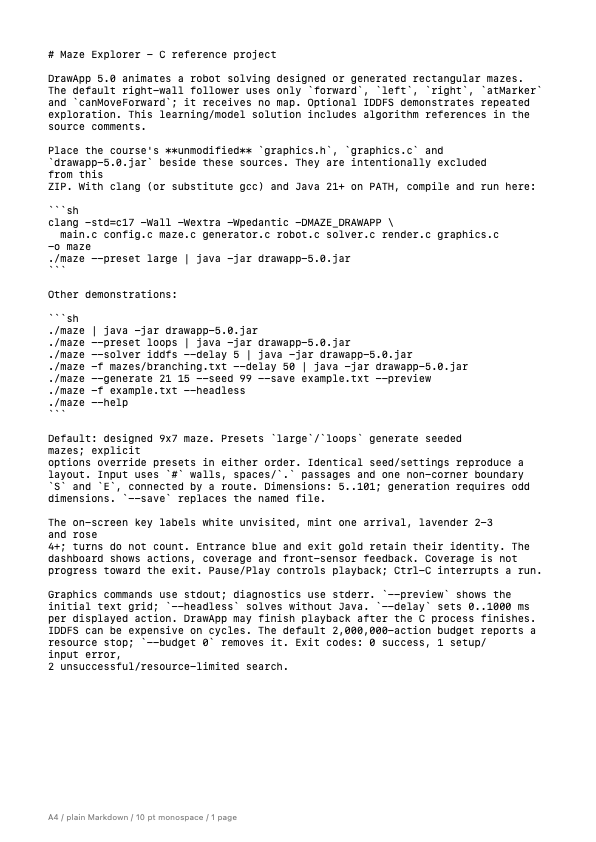 # Maze Explorer - C reference project
DrawApp 5.0 animates a robot solving designed or generated rectangular mazes.
The default right-wall follower uses only `forward`, `left`, `right`, `atMarker`
and `canMoveForward`; it receives no map. Optional IDDFS demonstrates repeated
exploration. This learning/model solution includes algorithm references in the
source comments.
Place the course's **unmodified** `graphics.h`, `graphics.c` and
`drawapp-5.0.jar` beside these sources. They are intentionally excluded
from this
ZIP. With clang (or substitute gcc) and Java 21+ on PATH, compile and run here:
```sh
clang -std=c17 -Wall -Wextra -Wpedantic -DMAZE_DRAWAPP \
  main.c config.c maze.c generator.c robot.c solver.c render.c graphics.c
-o maze
./maze --preset large | java -jar drawapp-5.0.jar
```
Other demonstrations:
```sh
./maze | java -jar drawapp-5.0.jar
./maze --preset loops | java -jar drawapp-5.0.jar
./maze --solver iddfs --delay 5 | java -jar drawapp-5.0.jar
./maze -f mazes/branching.txt --delay 50 | java -jar drawapp-5.0.jar
./maze --generate 21 15 --seed 99 --save example.txt --preview
./maze -f example.txt --headless
./maze --help
```
Default: designed 9x7 maze. Presets `large`/`loops` generate seeded
mazes; explicit
options override presets in either order. Identical seed/settings reproduce a
layout. Input uses `#` walls, spaces/`.` passages and one non-corner boundary
`S` and `E`, connected by a route. Dimensions: 5..101; generation requires odd
dimensions. `--save` replaces the named file.
The on-screen key labels white unvisited, mint one arrival, lavender 2-3
and rose
4+; turns do not count. Entrance blue and exit gold retain their identity. The
dashboard shows actions, coverage and front-sensor feedback. Coverage is not
progress toward the exit. Pause/Play controls playback; Ctrl-C interrupts a run.
Graphics commands use stdout; diagnostics use stderr. `--preview` shows the
initial text grid; `--headless` solves without Java. `--delay` sets 0..1000 ms
per displayed action. DrawApp may finish playback after the C process finishes.
IDDFS can be expensive on cycles. The default 2,000,000-action budget reports a
resource stop; `--budget 0` removes it. Exit codes: 0 success, 1 setup/
input error,
2 unsuccessful/resource-limited search.
A4 / plain Markdown / 10 pt monospace / 1 page